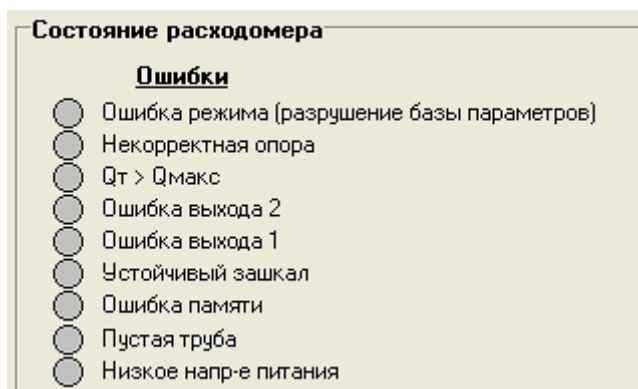 Состояние расходомера
Ошибки
Ошибка режима (разрушение базы параметров)
Некорректная опора
Qт > Qмакс
Ошибка выхода 2
Ошибка выхода 1
Устойчивый зашкал
Ошибка памяти
Пустая труба
Низкое напр-е питания